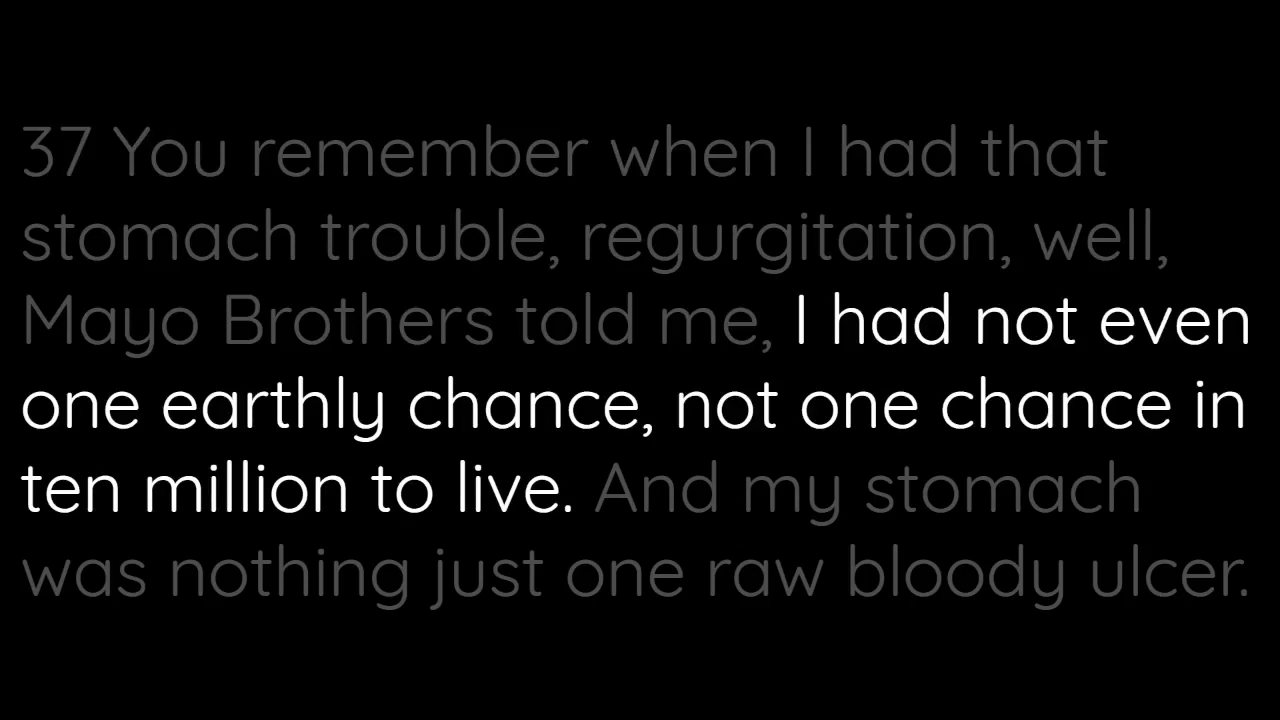 37 You remember when I had that
stomach trouble, regurgitation, well,
Mayo Brothers told me, I had not even
one earthly chance, not one chance in
ten million to live. And my stomach
was nothing just one raw bloody ulcer.